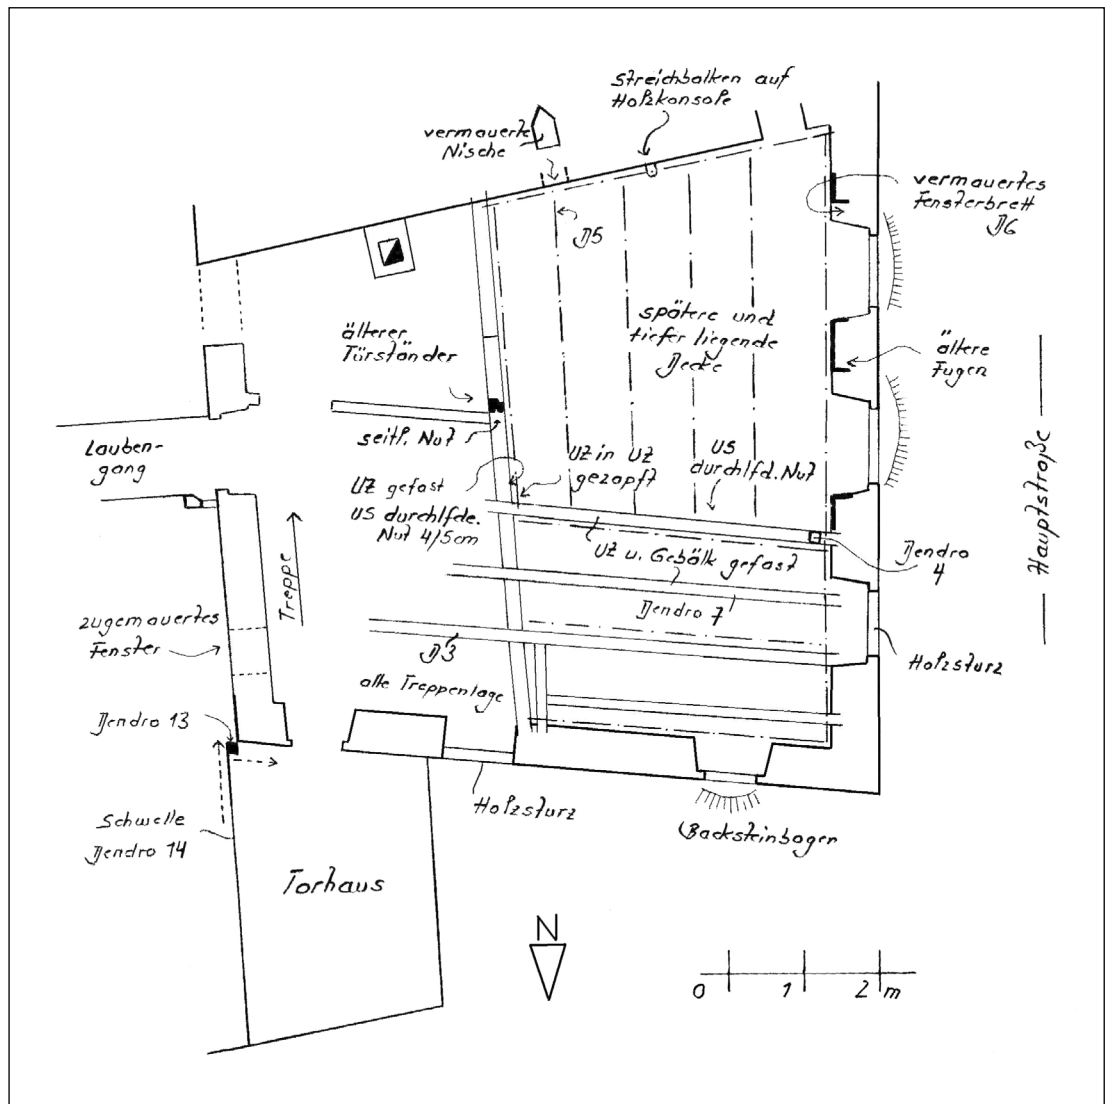 Streichbalken auf
Holzkonsole
vermauerte
Nische
vermauertes
Fensterbrett
D6
D5
älterer
Türständer
spätere und
tiefer liegende
Decke
ältere
Fugen
Hauptstraße
seitl. Nut
Lauben-
gang
UZ in UZ
gezapft
US
durchlfd. Nut
UZ gefast
US durchlfde.
Nut 4/5cm
UZ u. Gebälk gefast
Dendro
4
Treppe
Dendro 7
zugemauertes
Fenster
D3
Holzsturz
alte Treppenlage
Dendro 13
Holzsturz
Schwelle
Dendro 14
Backsteinbogen
Torhaus
N
0 1 2 m